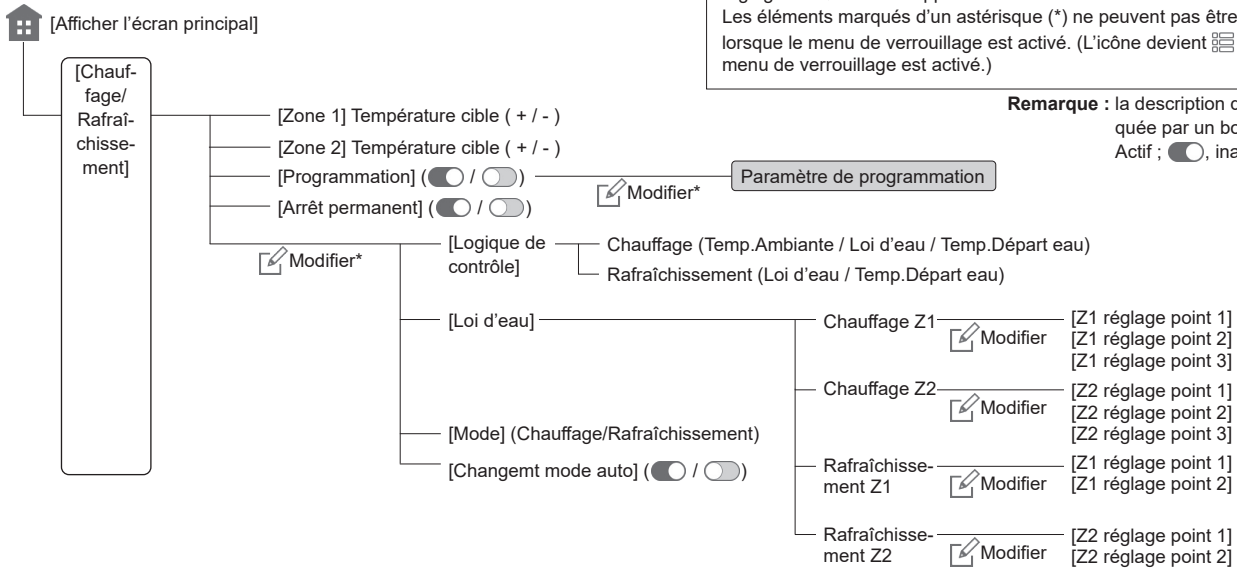 [Afficher l'écran principal]
Les éléments marqués d'un astérisque (*) ne peuvent pas être
lorsque le menu de verrouillage est activé. (L'icône devient
menu de verrouillage est activé.)
Remarque : la description
quée par un
Actif ;
[Chauf-
fage/
Rafraî-
chisse-
ment]
[Zone 1] Température cible ( + / - )
[Zone 2] Température cible ( + / - )
[Programmation] ( / )
Modifier*
Paramètre de programmation
[Arrêt permanent] ( / )
Modifier*
[Logique de
contrôle]
Chauffage (Temp.Ambiante / Loi d'eau / Temp.Départ eau)
Rafraîchissement (Loi d'eau / Temp.Départ eau)
[Loi d'eau]
Chauffage Z1
Modifier
[Z1 réglage point 1]
[Z1 réglage point 2]
[Z1 réglage point 3]
Chauffage Z2
Modifier
[Z2 réglage point 1]
[Z2 réglage point 2]
[Z2 réglage point 3]
[Mode] (Chauffage/Rafraîchissement)
[Changemt mode auto] ( / )
Rafraîchisse-
ment Z1
Modifier
[Z1 réglage point 1]
[Z1 réglage point 2]
Rafraîchisse-
ment Z2
Modifier
[Z2 réglage point 1]
[Z2 réglage point 2]